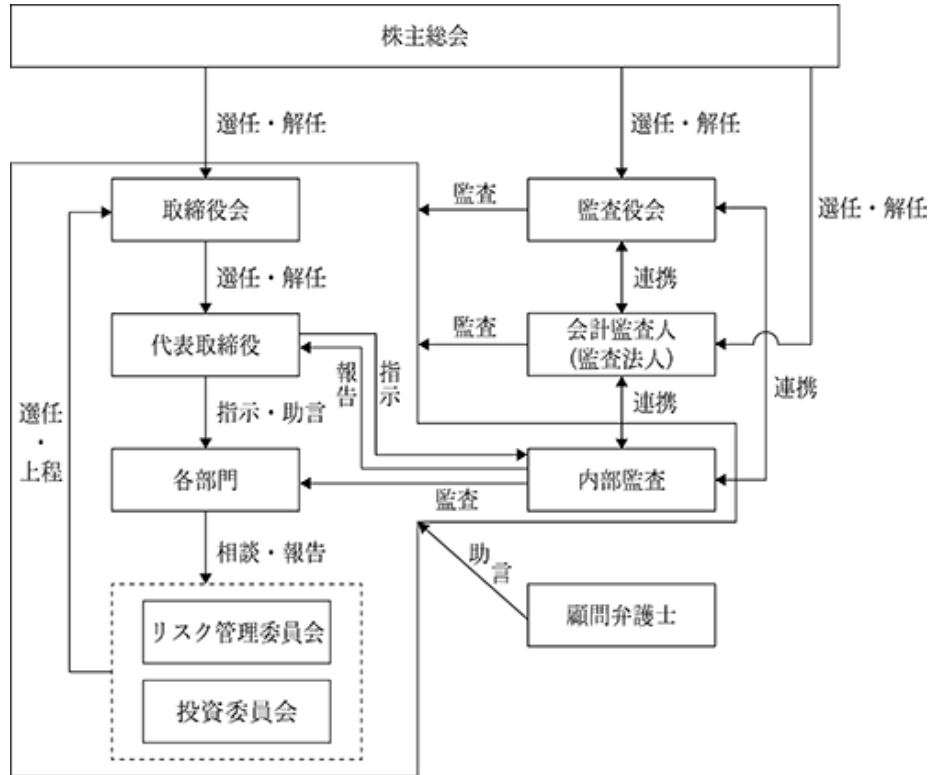 株主総会
選任・解任
選任・解任
選任・解任
取締役会
監査
監査役会
選任・解任
連携
代表取締役
監査
会計監査人
(監査法人)
報告
指示
連携
連携
選任・上程
指示・助言
各部門
監査
内部監査
相談・報告
助言
顧問弁護士
リスク管理委員会
投資委員会